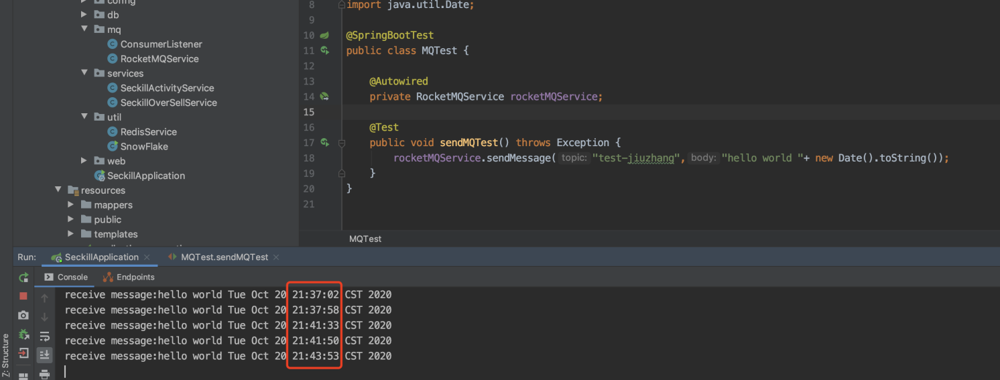 config
db
mq
ConsumerListener
RocketMQService
services
SeckillActivityService
SeckillOverSellService
util
RedisService
SnowFlake
web
SeckillApplication
resources
mappers
public
templates
8 import java.util.Date;
9
10 @SpringBootTest
11 public class MQTest {
12
13 @Autowired
14 private RocketMQService rocketMQService;
15
16 @Test
17 public void sendMQTest() throws Exception {
18 rocketMQService.sendMessage( topic: "test-jiuzhang", body: "hello world "+ new Date().toString());
19 }
20 }
21
MQTest
Run: SeckillApplication × MQTest.sendMQTest ×
Console Endpoints
receive message:hello world Tue Oct 20 21:37:02 CST 2020
receive message:hello world Tue Oct 20 21:37:58 CST 2020
receive message:hello world Tue Oct 20 21:41:33 CST 2020
receive message:hello world Tue Oct 20 21:41:50 CST 2020
receive message:hello world Tue Oct 20 21:43:53 CST 2020
Z: Structure